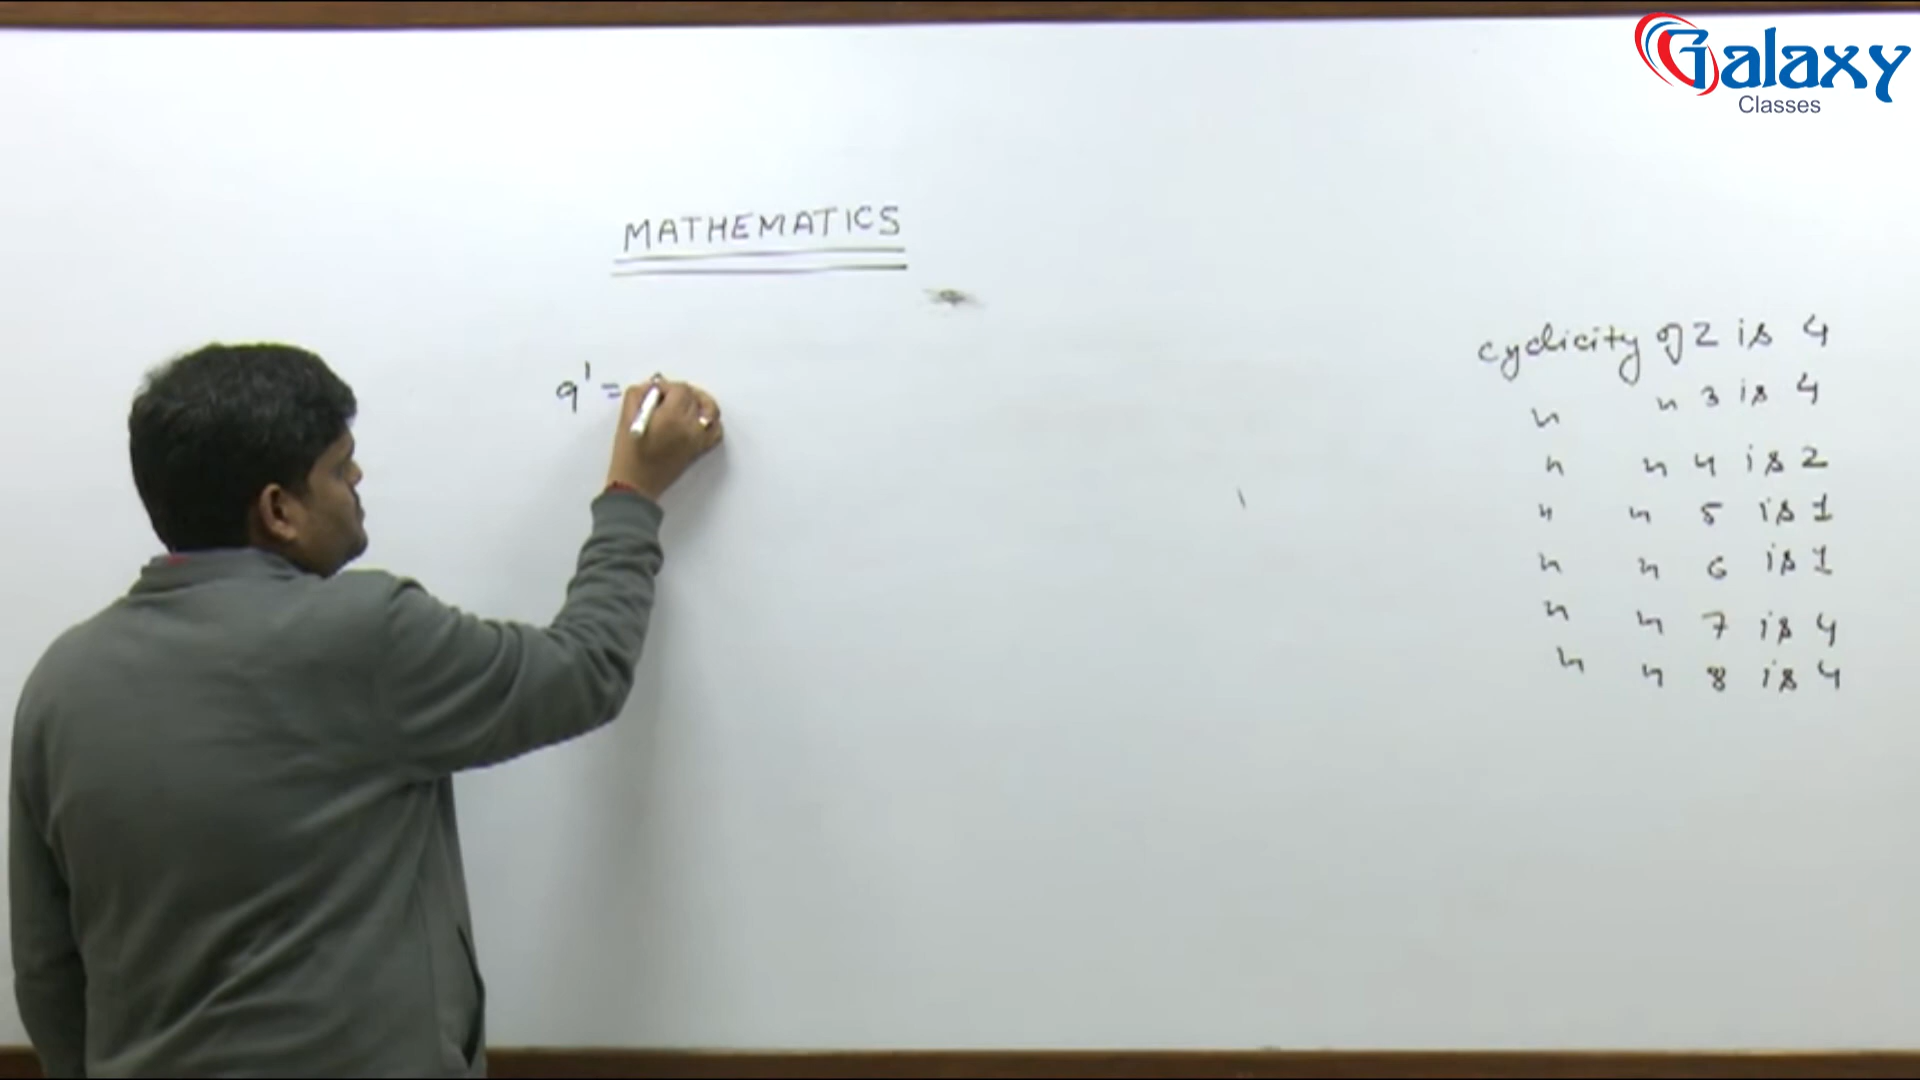 Galaxy
Classes
MATHEMATICS
9¹ =
cyclicity of 2 is 4
〃 〃 3 is 4
〃 〃 4 is 2
〃 〃 5 is 1
〃 〃 6 is 1
〃 〃 7 is 4
〃 〃 8 is 4